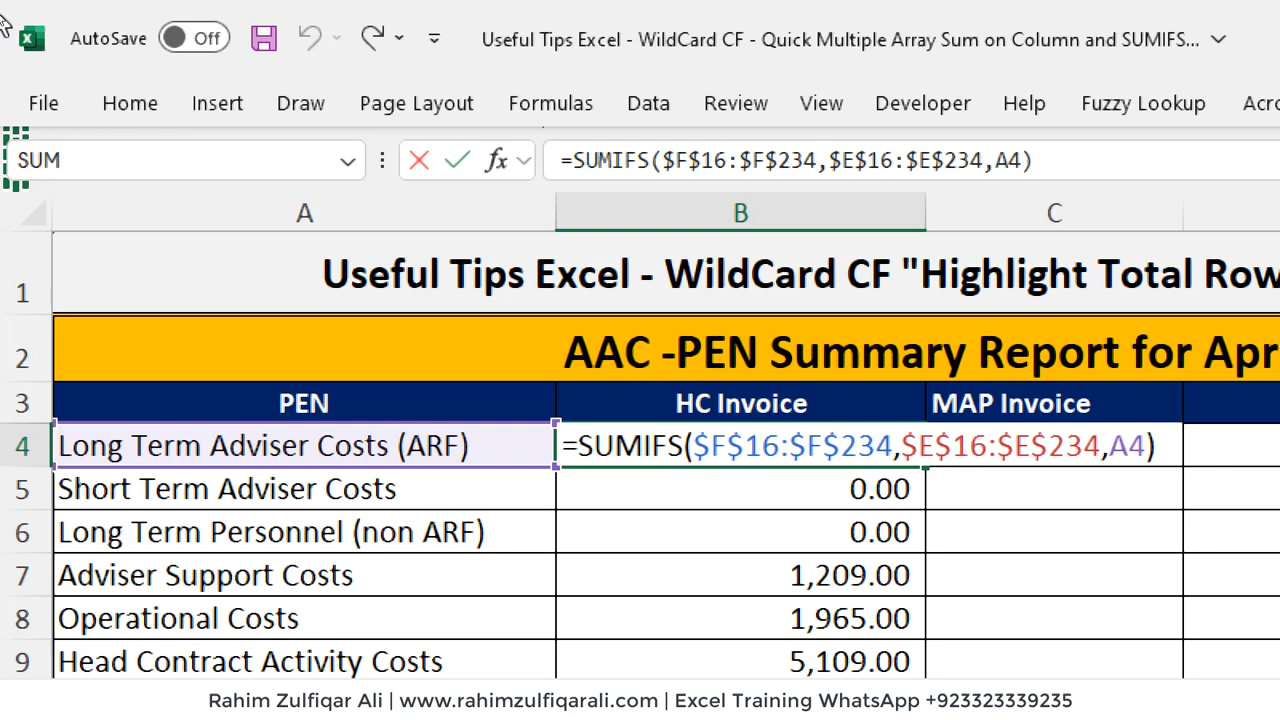 AutoSave Off Useful Tips Excel - WildCard CF - Quick Multiple Array Sum on Column and SUMIFS...
File Home Insert Draw Page Layout Formulas Data Review View Developer Help Fuzzy Lookup Acro
SUM fx =SUMIFS($F$16:$F$234,$E$16:$E$234,A4)
A B C
1 Useful Tips Excel - WildCard CF "Highlight Total Row
2 AAC -PEN Summary Report for Apr
3 PEN HC Invoice MAP Invoice
4 Long Term Adviser Costs (ARF) =SUMIFS($F$16:$F$234,$E$16:$E$234,A4)
5 Short Term Adviser Costs 0.00
6 Long Term Personnel (non ARF) 0.00
7 Adviser Support Costs 1,209.00
8 Operational Costs 1,965.00
9 Head Contract Activity Costs 5,109.00
Rahim Zulfiqar Ali | www.rahimzulfiqarali.com | Excel Training WhatsApp +923323339235